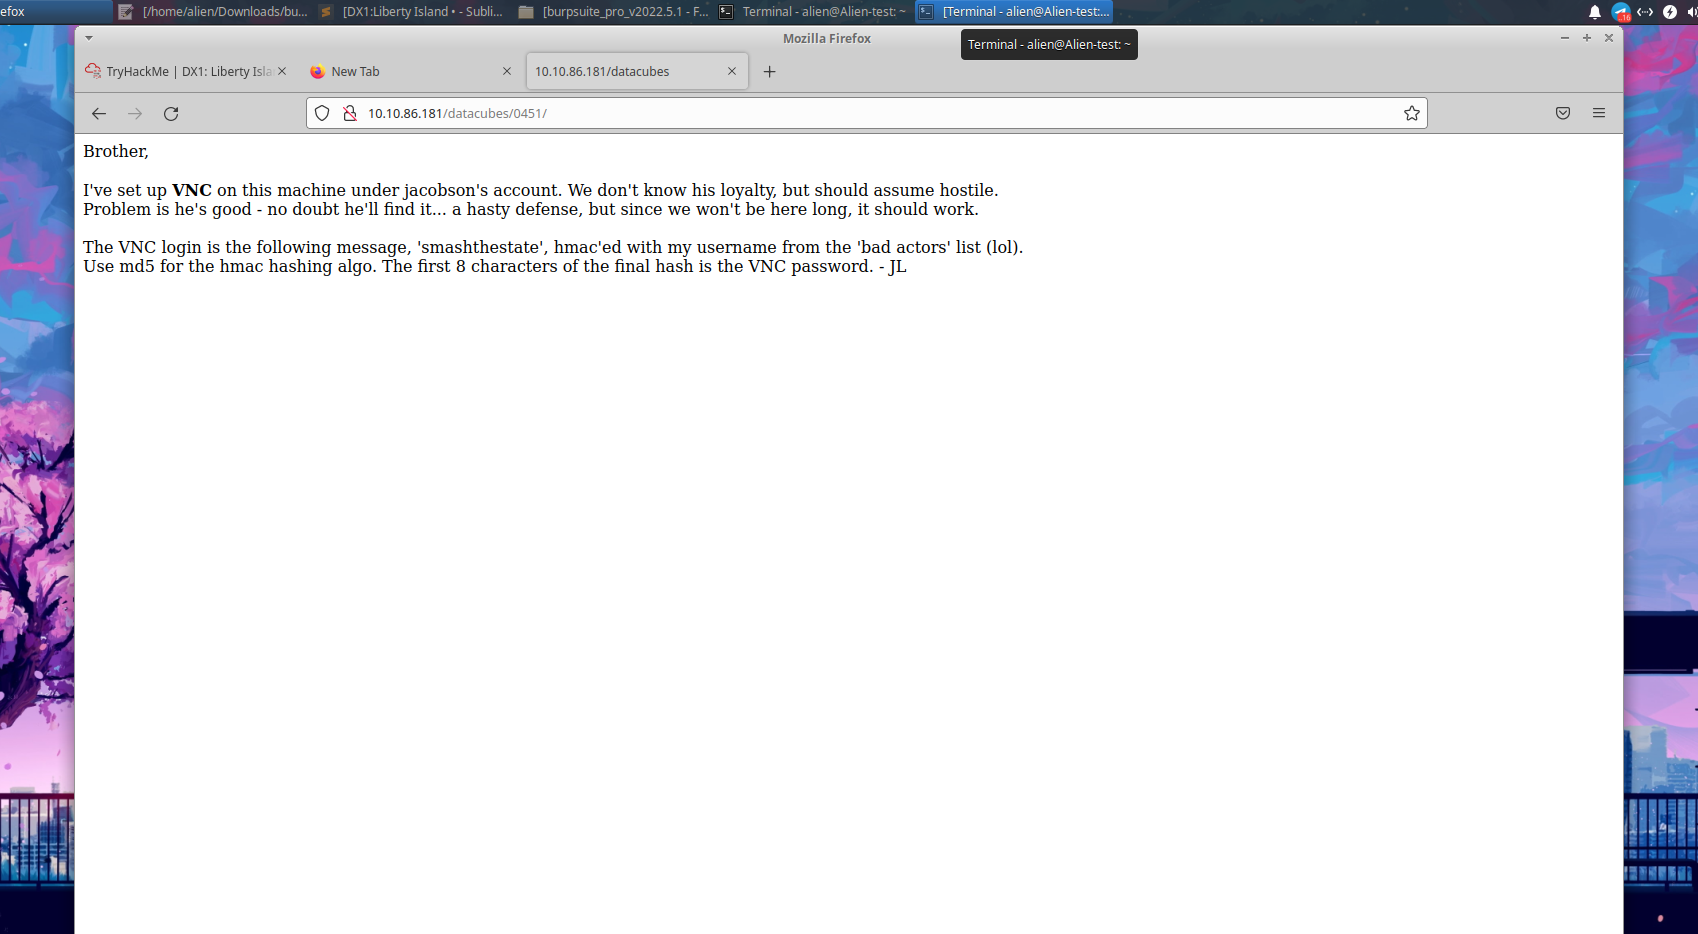 efox
[/home/alien/Downloads/bu...
[DX1:Liberty Island • - Subli...
[burpsuite_pro_v2022.5.1 - F...
Terminal - alien@Alien-test: ~
[Terminal - alien@Alien-test:...
16
Mozilla Firefox
Terminal - alien@Alien-test: ~
TryHackMe | DX1: Liberty Isla
New Tab
10.10.86.181/datacubes
10.10.86.181/datacubes/0451/
Brother,
I've set up VNC on this machine under jacobson's account. We don't know his loyalty, but should assume hostile.
Problem is he's good - no doubt he'll find it... a hasty defense, but since we won't be here long, it should work.
The VNC login is the following message, 'smashthestate', hmac'ed with my username from the 'bad actors' list (lol).
Use md5 for the hmac hashing algo. The first 8 characters of the final hash is the VNC password. - JL